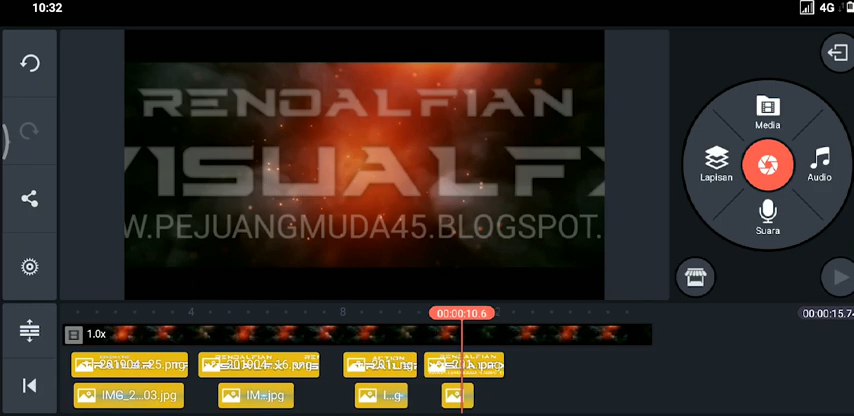 10:32
4G
RENDALFIAN
VISUALFX
W.PEJUANGMUDA45.BLOGSPOT.
Media
Lapisan
Audio
Suara
4
8
00:00:10.6
00:00:15.7
1.0x
IMG_2...03.jpg
IM...jpg
I...g